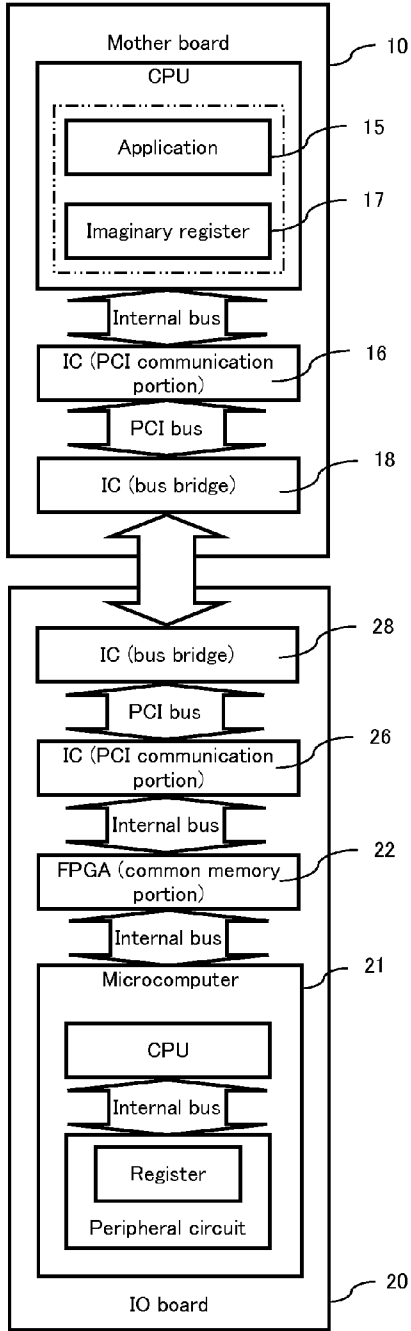 Mother board
10
CPU
Application
15
Imaginary register
17
Internal bus
IC (PCI communication
portion)
16
PCI bus
IC (bus bridge)
18
IC (bus bridge)
28
PCI bus
IC (PCI communication
portion)
26
Internal bus
FPGA (common memory
portion)
22
Internal bus
Microcomputer
21
CPU
Internal bus
Register
Peripheral circuit
IO board
20